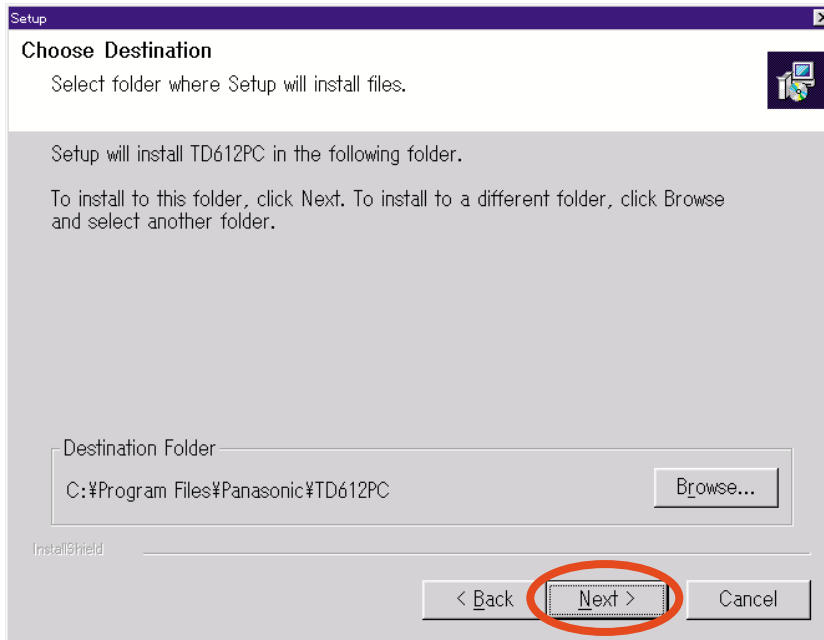 Setup
Choose Destination
Select folder where Setup will install files.
Setup will install TD612PC in the following folder.
To install to this folder, click Next. To install to a different folder, click Browse
and select another folder.
Destination Folder
C:¥Program Files¥Panasonic¥TD612PC
Browse...
InstallShield
< Back
Next >
Cancel